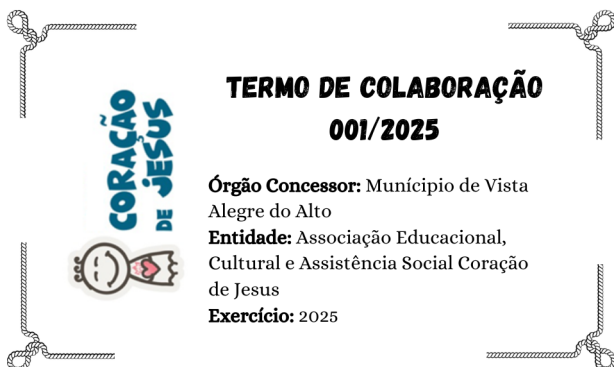 CORAÇÃO
DE JESUS
TERMO DE COLABORAÇÃO
001/2025
Órgão Concessor: Munícipio de Vista
Alegre do Alto
Entidade: Associação Educacional,
Cultural e Assistência Social Coração
de Jesus
Exercício: 2025